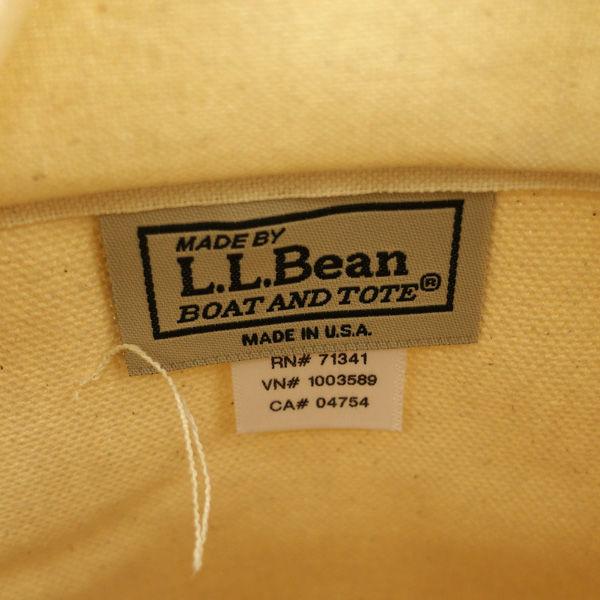 MADE BY
L.L.Bean
BOAT AND TOTE®
MADE IN U.S.A.
RN# 71341
VN# 1003589
CA# 04754